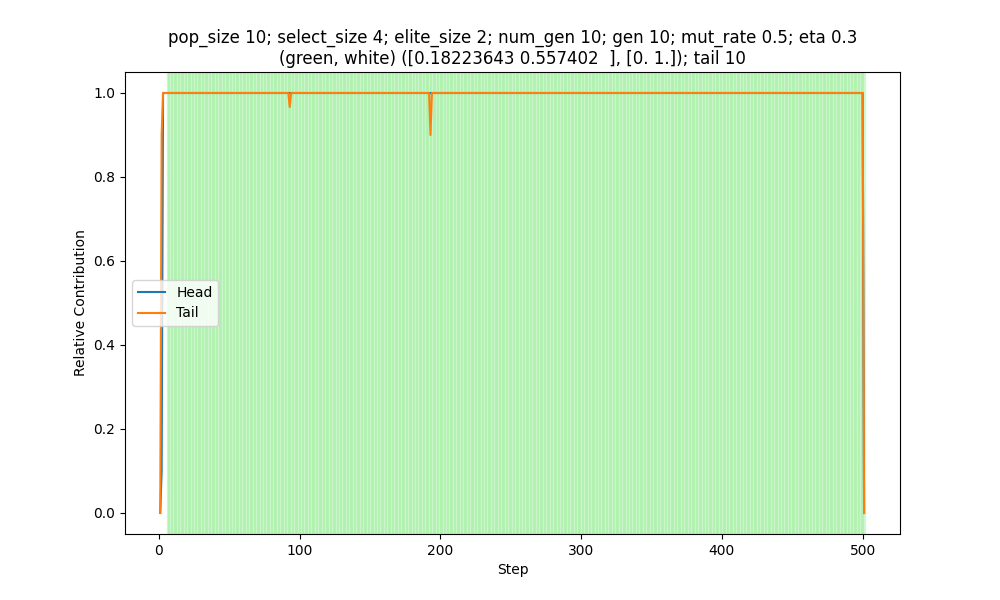 pop_size 10; select_size 4; elite_size 2; num_gen 10; gen 10; mut_rate 0.5; eta 0.3
(green, white) ([0.18223643 0.557402  ], [0. 1.]); tail 10
1.0
0.8
0.6
0.4
0.2
0.0
Relative Contribution
Head
Tail
0 100 200 300 400 500
Step